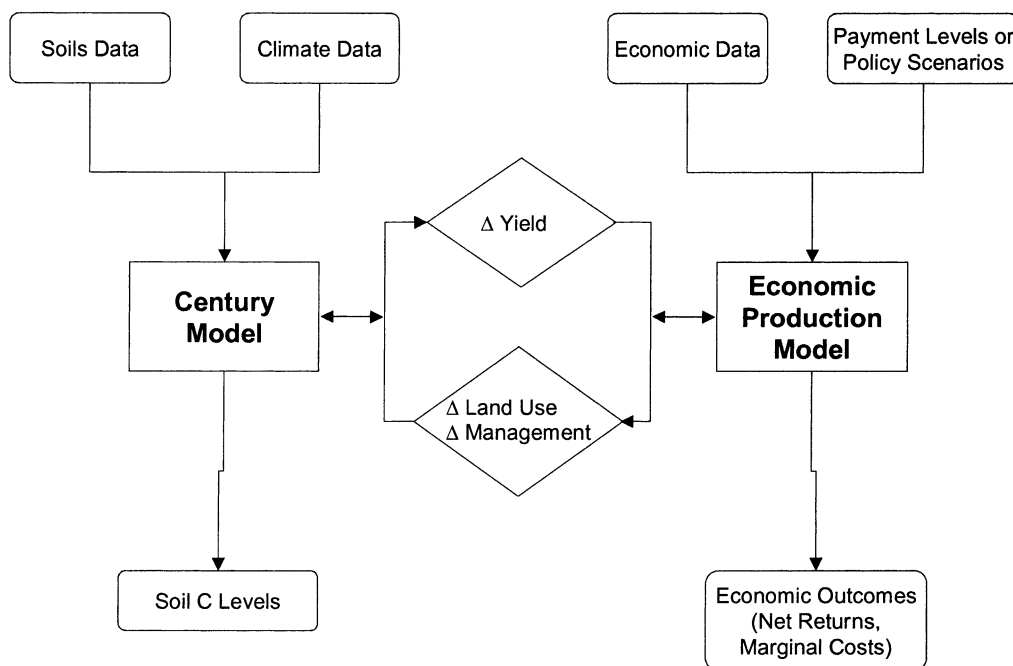 Soils Data
Climate Data
Economic Data
Payment Levels or
Policy Scenarios
Δ Yield
Century
Model
Economic
Production
Model
Δ Land Use
Δ Management
Soil C Levels
Economic Outcomes
(Net Returns,
Marginal Costs)